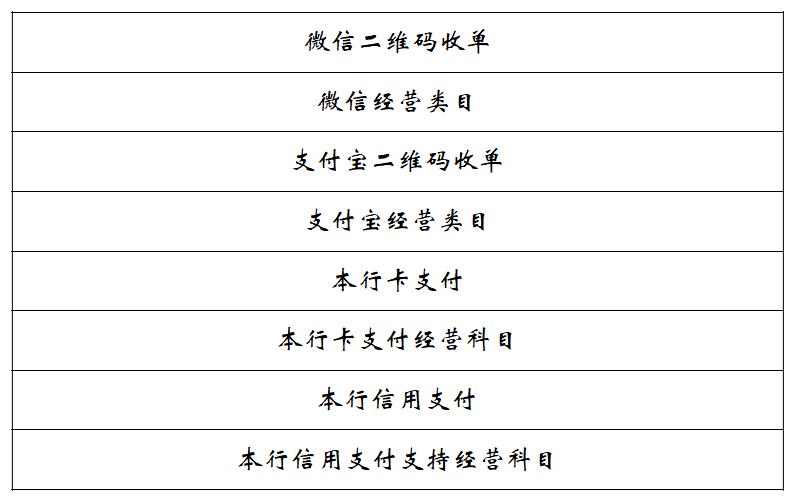 微信二维码收单
微信经营类目
支付宝二维码收单
支付宝经营类目
本行卡支付
本行卡支付经营科目
本行信用支付
本行信用支付支持经营科目